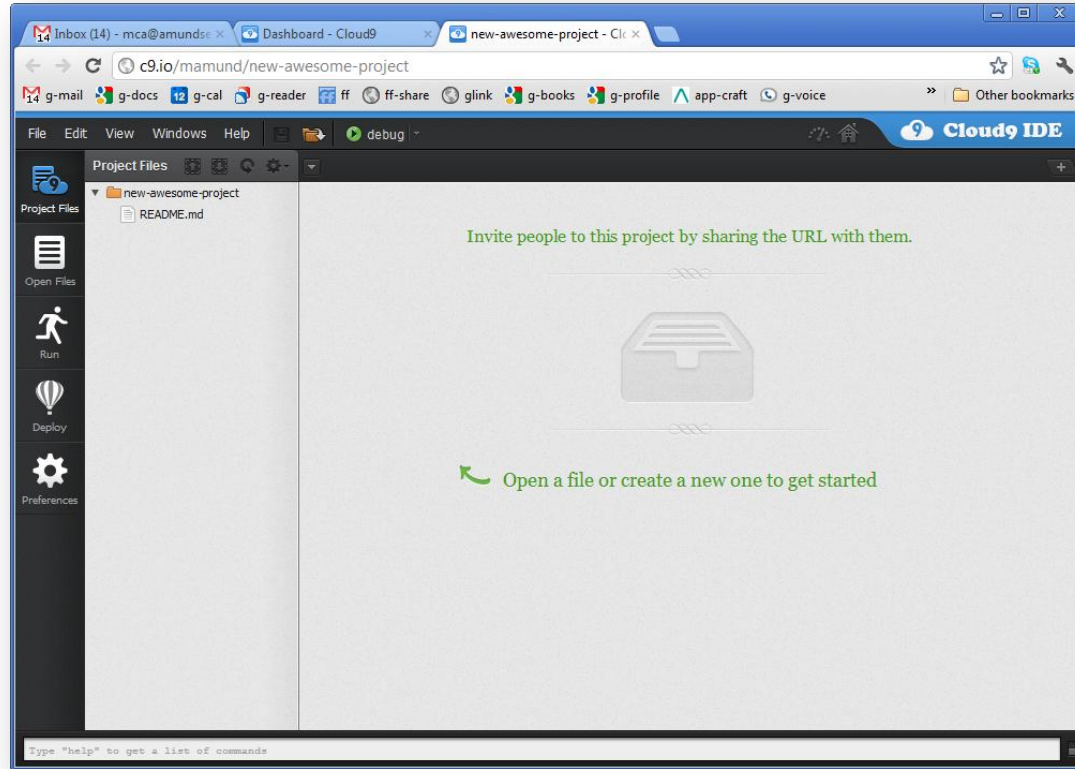 14 Inbox (14) - mca@amundse
Dashboard - Cloud9
new-awesome-project - Clc
c9.io/mamund/new-awesome-project
14 g-mail g-docs 12 g-cal g-reader ff ff ff-share glink g-books g-profile app-craft g-voice » Other bookmarks
File Edit View Windows Help debug 9 Cloud9 IDE
Project Files
Project Files
new-awesome-project
README.md
Open Files
Run
Deploy
Preferences
Invite people to this project by sharing the URL with them.
Open a file or create a new one to get started
Type "help" to get a list of commands